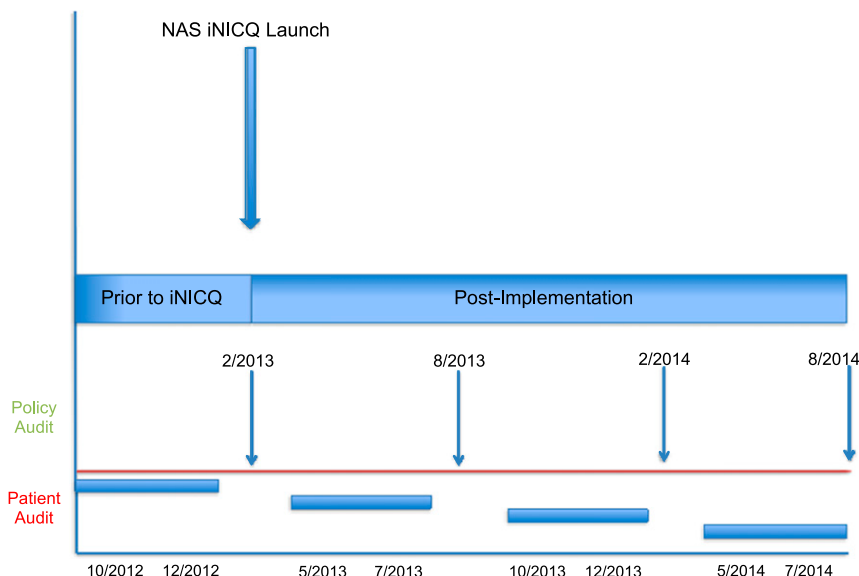 NAS iNICQ Launch
Prior to iNICQ
Post-Implementation
2/2013
8/2013
2/2014
8/2014
Policy
Audit
Patient
Audit
10/2012
12/2012
5/2013
7/2013
10/2013
12/2013
5/2014
7/2014